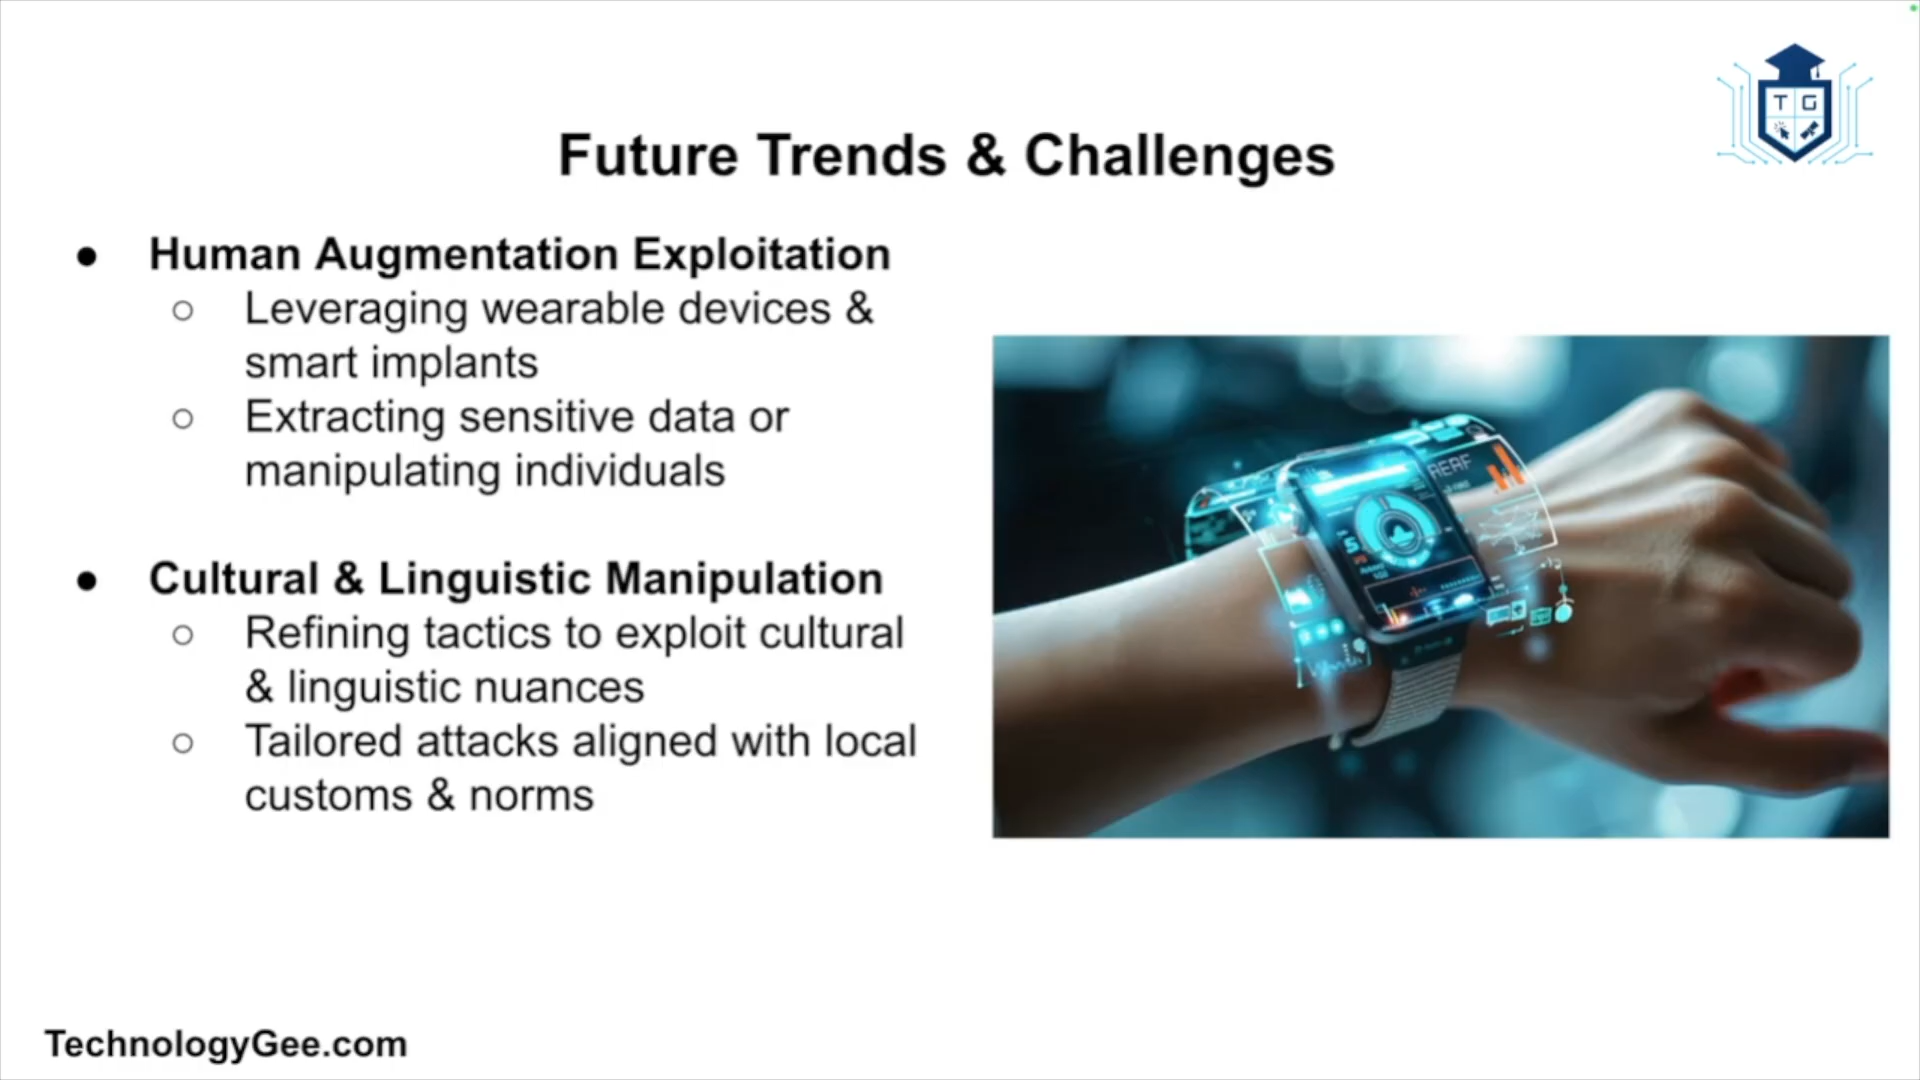 T G
Future Trends & Challenges
● Human Augmentation Exploitation
○ Leveraging wearable devices &
smart implants
○ Extracting sensitive data or
manipulating individuals
● Cultural & Linguistic Manipulation
○ Refining tactics to exploit cultural
& linguistic nuances
○ Tailored attacks aligned with local
customs & norms
TechnologyGee.com